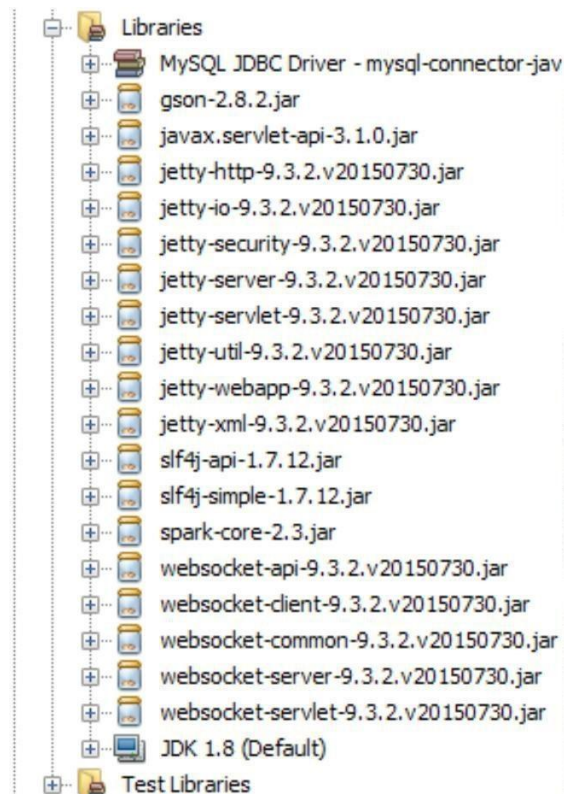 Libraries
MySQL JDBC Driver - mysql-connector-jav
gson-2.8.2.jar
javax.servlet-api-3.1.0.jar
jetty-http-9.3.2.v20150730.jar
jetty-io-9.3.2.v20150730.jar
jetty-security-9.3.2.v20150730.jar
jetty-server-9.3.2.v20150730.jar
jetty-servlet-9.3.2.v20150730.jar
jetty-util-9.3.2.v20150730.jar
jetty-webapp-9.3.2.v20150730.jar
jetty-xml-9.3.2.v20150730.jar
slf4j-api-1.7.12.jar
slf4j-simple-1.7.12.jar
spark-core-2.3.jar
websocket-api-9.3.2.v20150730.jar
websocket-client-9.3.2.v20150730.jar
websocket-common-9.3.2.v20150730.jar
websocket-server-9.3.2.v20150730.jar
websocket-servlet-9.3.2.v20150730.jar
JDK 1.8 (Default)
Test Libraries